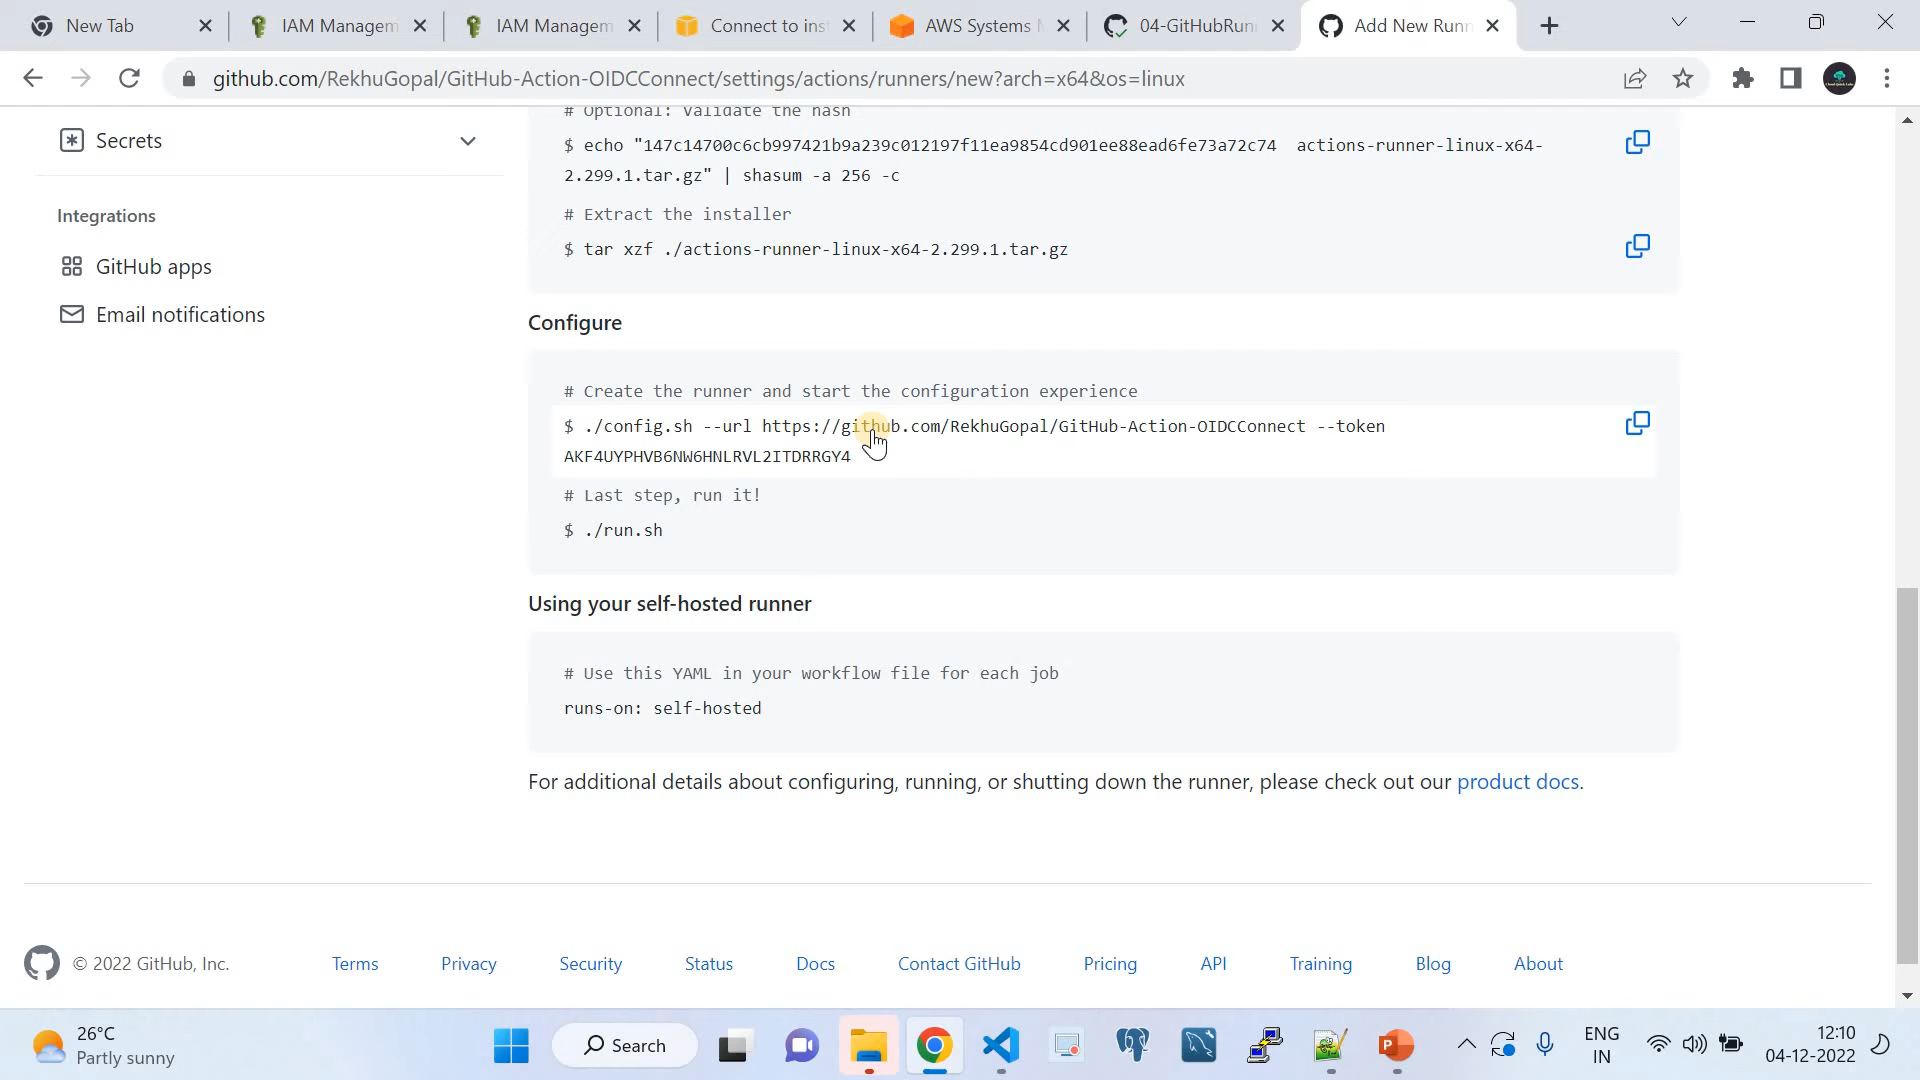 New Tab
IAM Managem
IAM Managem
Connect to ins
AWS Systems M
04-GitHubRun
Add New Runn
github.com/RekhuGopal/GitHub-Action-OIDCConnect/settings/actions/runners/new?arch=x64&os=linux
Secrets
Integrations
GitHub apps
Email notifications
# Optional: Validate the hash
$ echo "147c14700c6cb997421b9a239c012197f11ea9854cd901ee88ead6fe73a72c74  actions-runner-linux-x64-
2.299.1.tar.gz" | shasum -a 256 -c
# Extract the installer
$ tar xzf ./actions-runner-linux-x64-2.299.1.tar.gz
Configure
# Create the runner and start the configuration experience
$ ./config.sh --url https://github.com/RekhuGopal/GitHub-Action-OIDCConnect --token
AKF4UYPHVB6NW6HNLRVL2ITDRRGY4
# Last step, run it!
$ ./run.sh
Using your self-hosted runner
# Use this YAML in your workflow file for each job
runs-on: self-hosted
For additional details about configuring, running, or shutting down the runner, please check out our product docs.
© 2022 GitHub, Inc.
Terms
Privacy
Security
Status
Docs
Contact GitHub
Pricing
API
Training
Blog
About
26°C
Partly sunny
Search
ENG
IN
12:10
04-12-2022